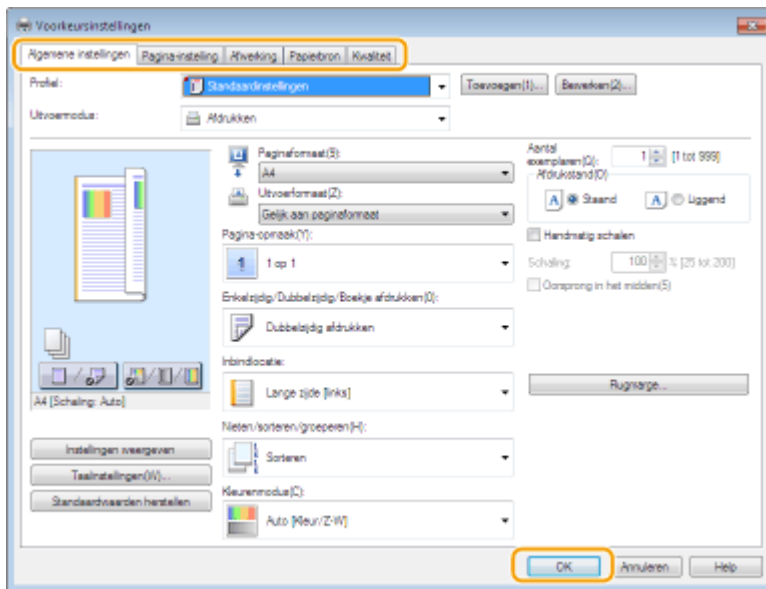 Voorkeursinstellingen
Algemene instellingen Pagina-instelling Afwerking Papierbron Kwaliteit
Profiel: Standaardinstellingen Toevoegen(1)... Bewerken(2)...
Uitvoermodus: Afdrukken
Paginaformaat(S):
A4
Uitvoerformaat(Z):
Gelijk aan paginaformaat
Pagina-opmaak(Y):
1 op 1
Enkelzijdig/Dubbelzijdig/Boekje afdrukken(0):
Dubbelzijdig afdrukken
Inbindlocatie:
Lange zijde [links]
Nieten/sorteren/groeperen(H):
Sorteren
Kleurenmodus(C):
Auto [Kleur/Z-W]
Aantal
exemplaren(Q): 1 [1 tot 999]
Afdrukstand(O)
A Staand A Liggend
Handmatig schalen
Schaling: 100 % [25 tot 200]
Oorsprong in het midden(5)
Rugmarge...
A4 [Schaling: Auto]
Instellingen weergeven
Taalinstellingen(W)...
Standaardwaarden herstellen
OK Annuleren Help